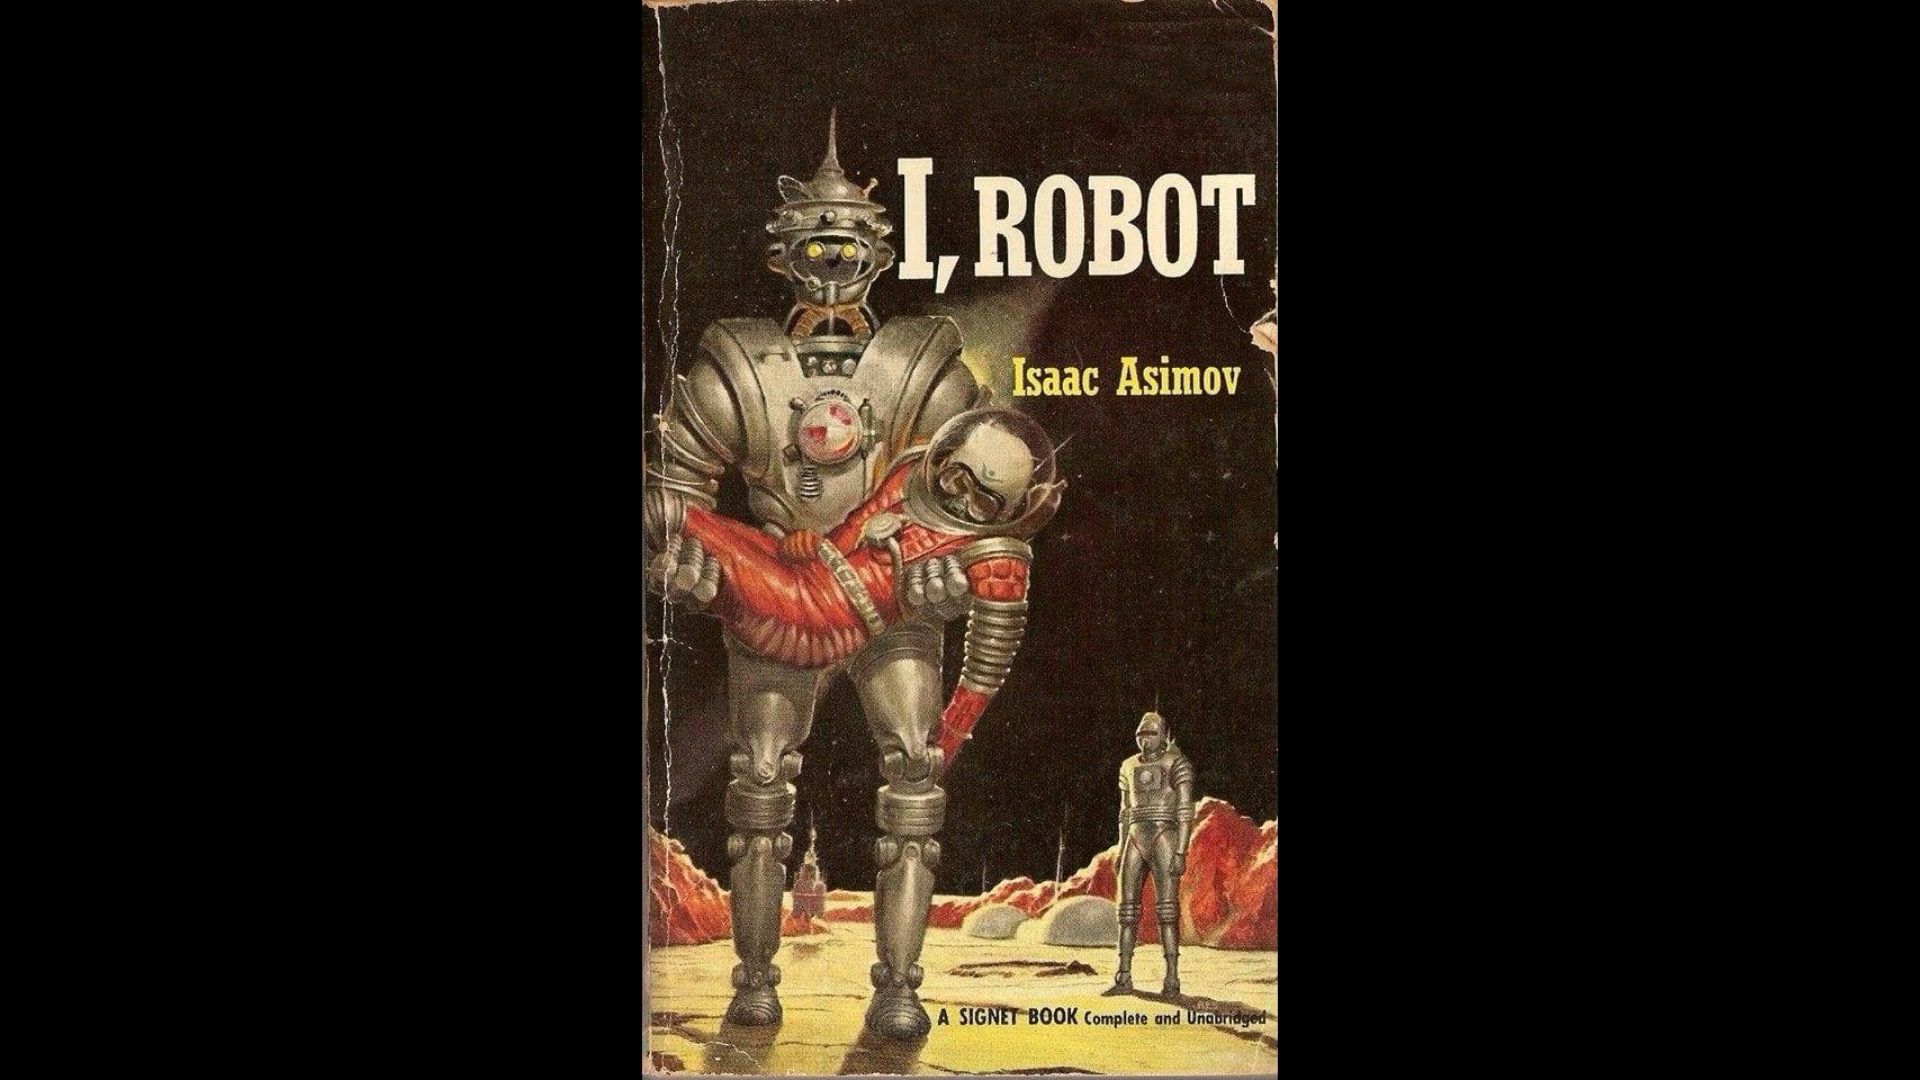 I, ROBOT
Isaac Asimov
A SIGNET BOOK Complete and Unabridged